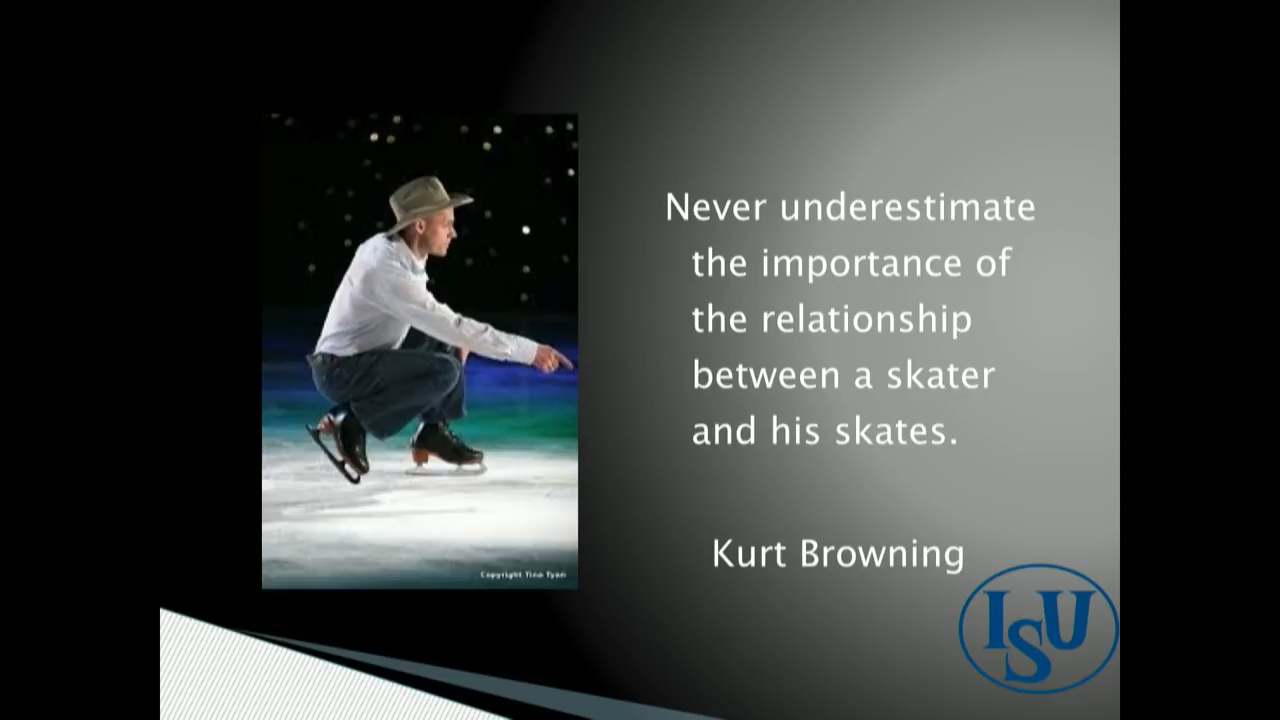 Never underestimate
the importance of
the relationship
between a skater
and his skates.
Kurt Browning
ISU
Copyright Tina Tyan